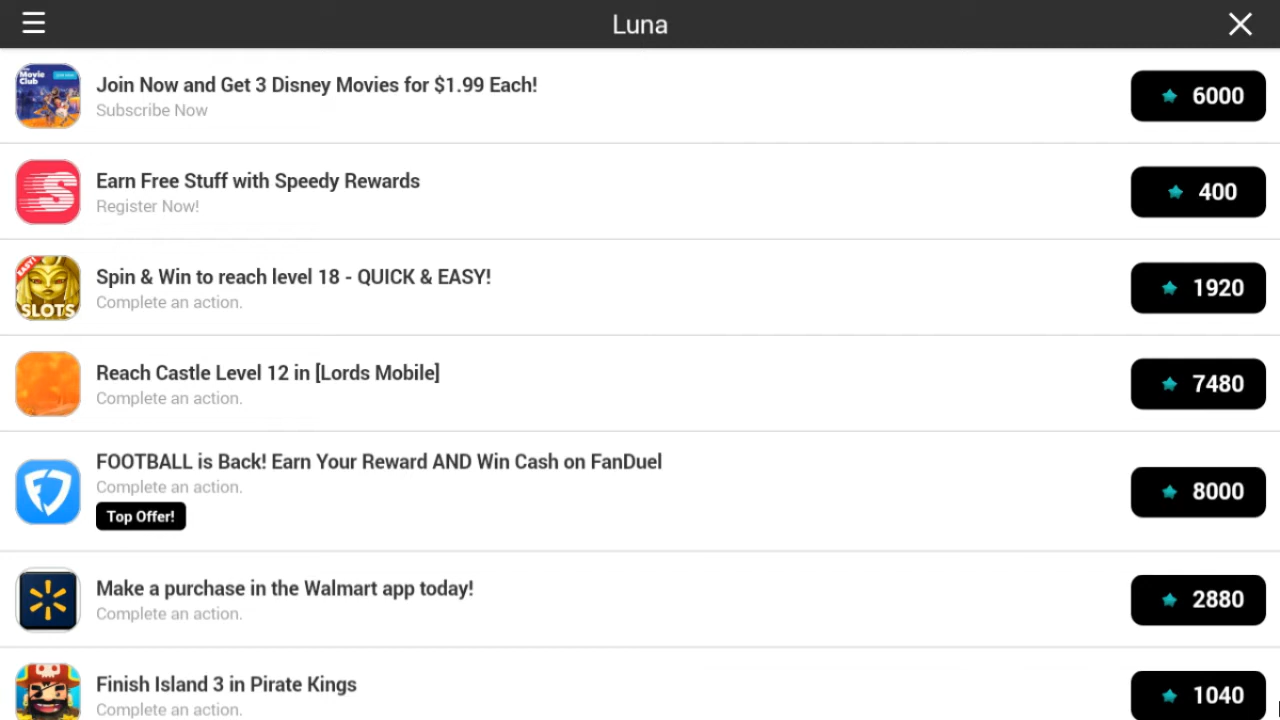 ☰ Luna ✕
Join Now and Get 3 Disney Movies for $1.99 Each!
Subscribe Now
6000
Movie
Club
Earn Free Stuff with Speedy Rewards
Register Now!
400
S
Spin & Win to reach level 18 - QUICK & EASY!
Complete an action.
1920
EASY!
SLOTS
Reach Castle Level 12 in [Lords Mobile]
Complete an action.
7480
FOOTBALL is Back! Earn Your Reward AND Win Cash on FanDuel
Complete an action.
Top Offer!
8000
Make a purchase in the Walmart app today!
Complete an action.
2880
Finish Island 3 in Pirate Kings
Complete an action.
1040